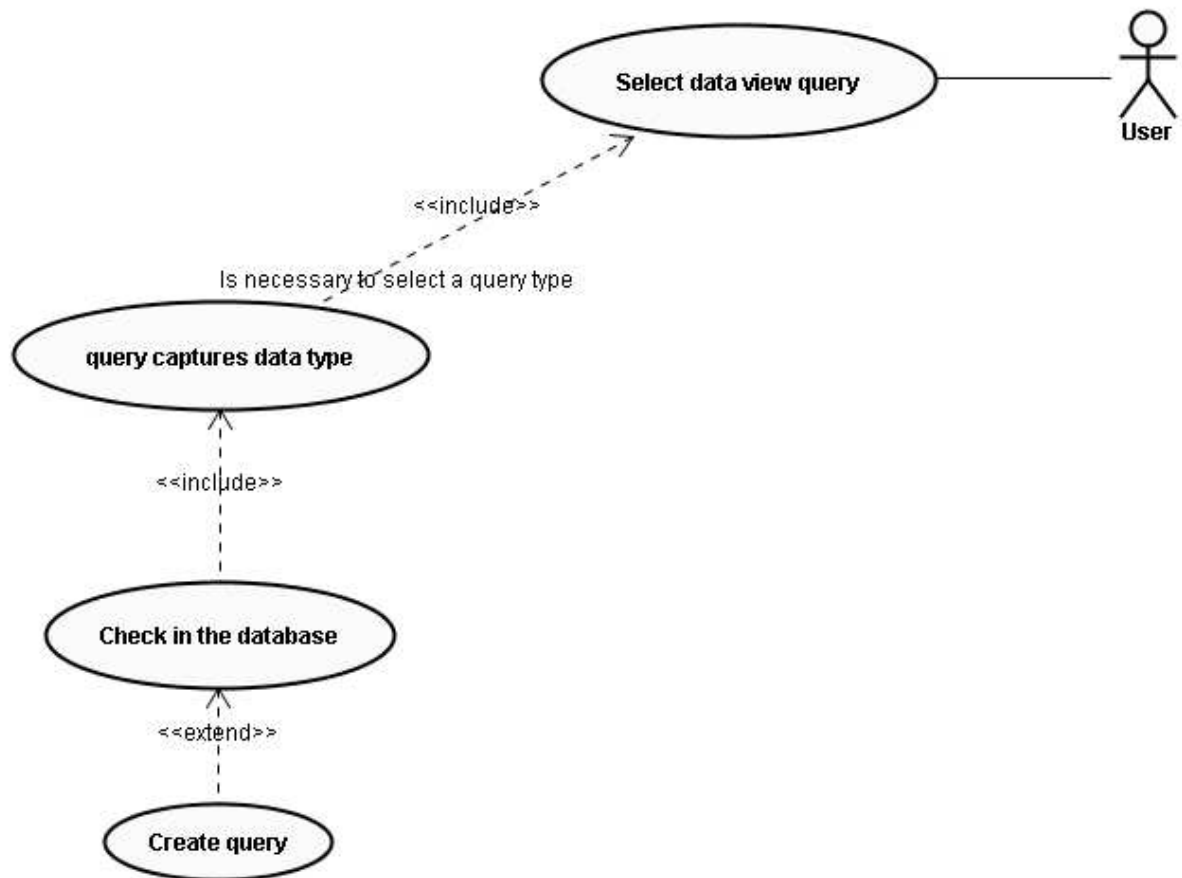 Select data view query
User
<<include>>
Is necessary to select a query type
query captures data type
<<include>>
Check in the database
<<extend>>
Create query